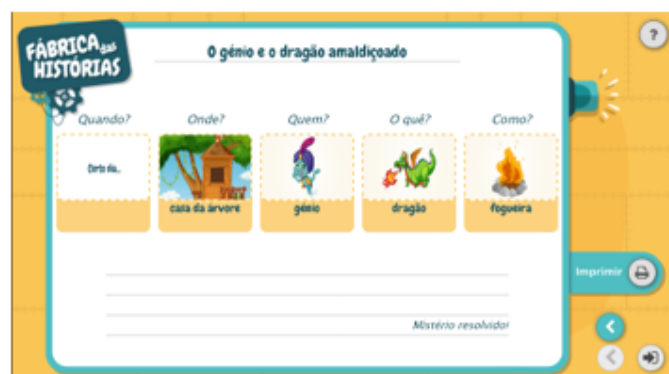 FÁBRICA das
HISTÓRIAS
O génio e o dragão amaldiçoado
?
Quando? Onde? Quem? O quê? Como?
Certo dia...
casa da árvore génio dragão fogueira
Imprimir
Mistério resolvido!